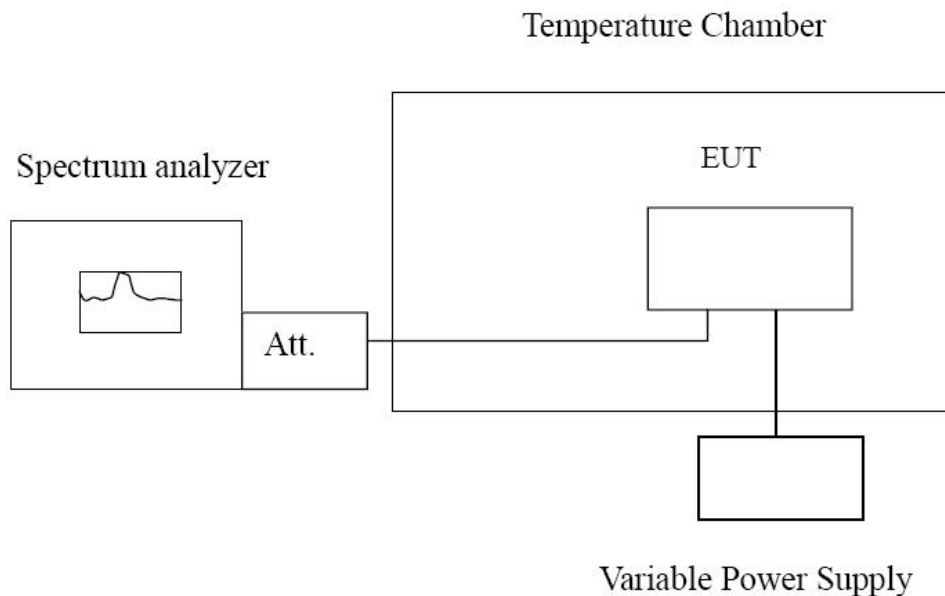 Temperature Chamber
Spectrum analyzer
EUT
Att.
Variable Power Supply